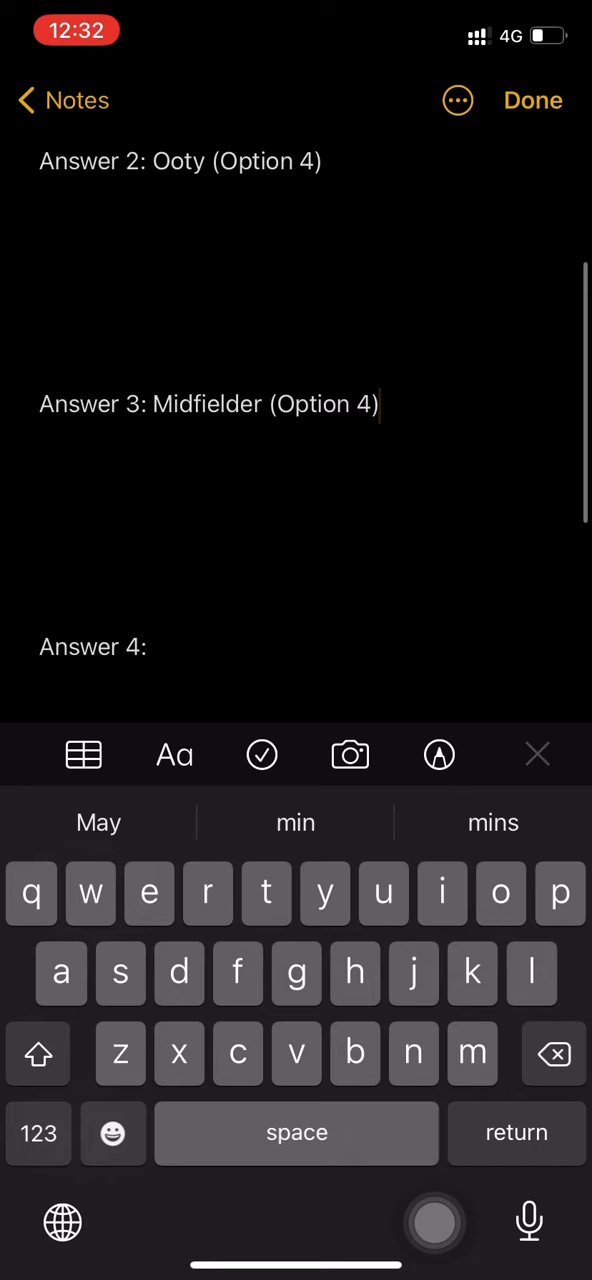 12:32
4G
Notes
Done
Answer 2: Ooty (Option 4)
Answer 3: Midfielder (Option 4)
Answer 4:
Aa
May min mins
q w e r t y u i o p
a s d f g h j k l
z x c v b n m
123 space return